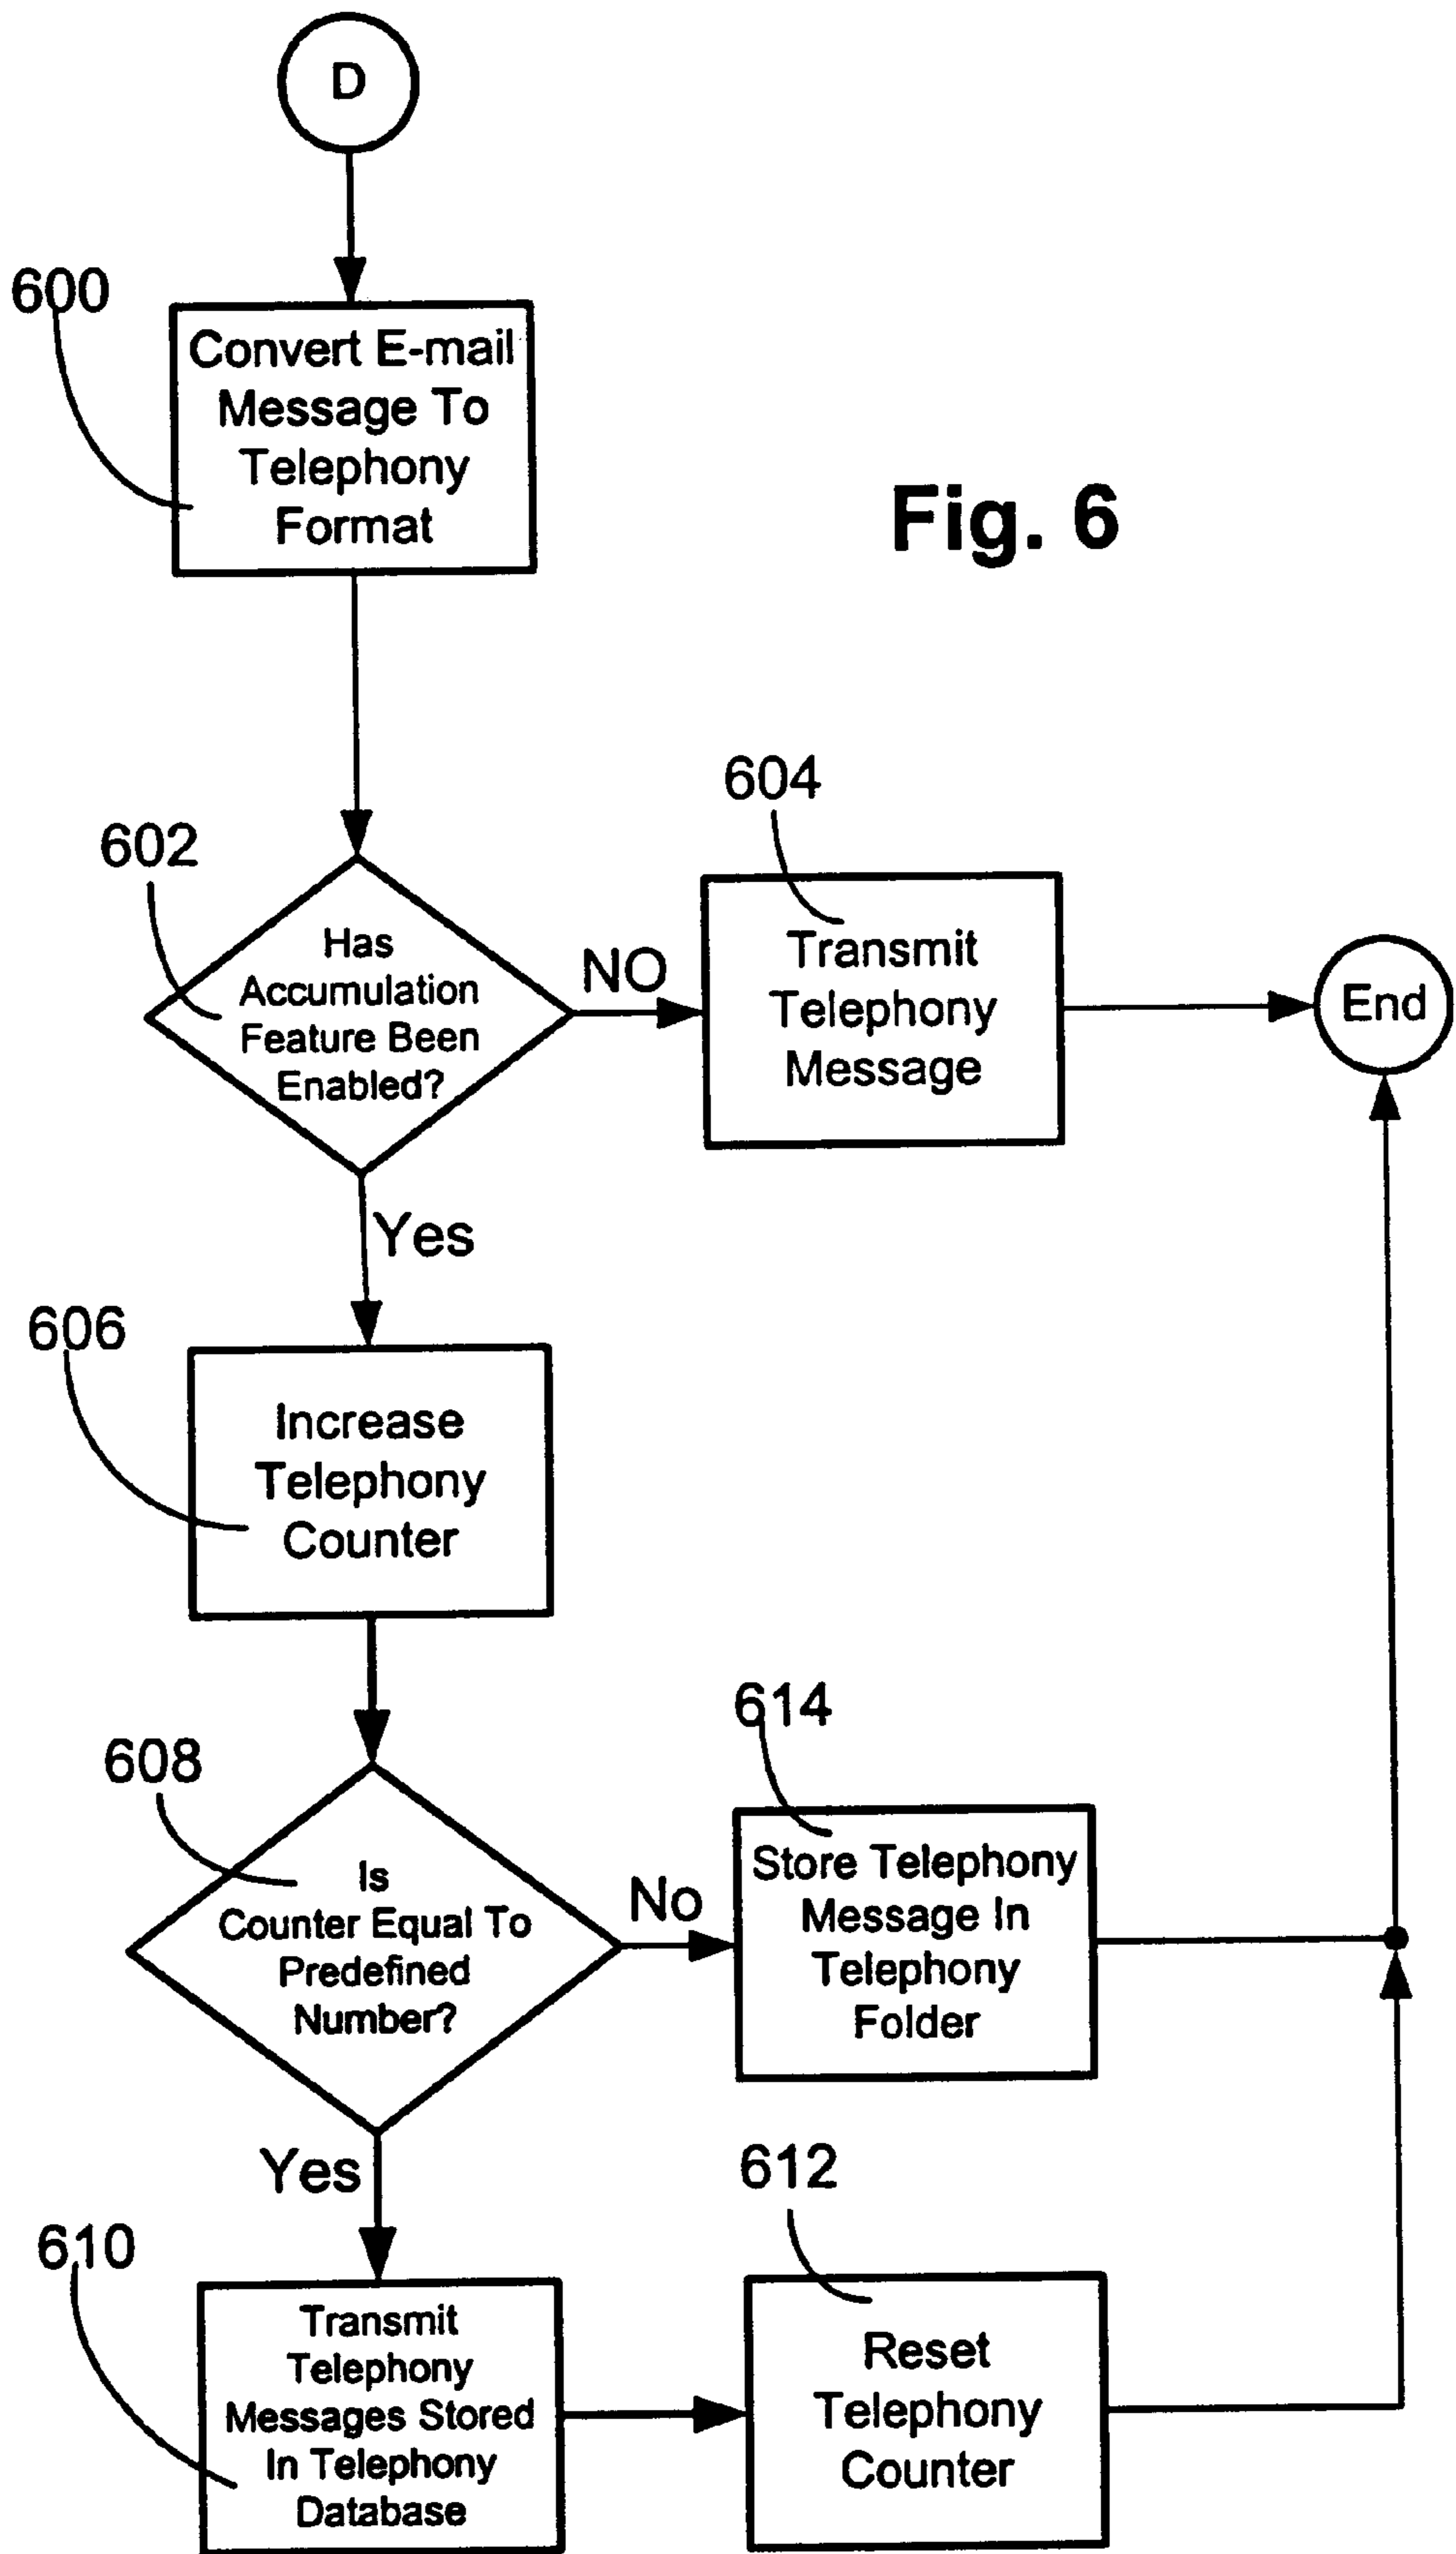 D
600
Convert E-mail
Message To
Telephony
Format
Fig. 6
602
Has
Accumulation
Feature Been
Enabled?
NO
604
Transmit
Telephony
Message
End
Yes
606
Increase
Telephony
Counter
608
Is
Counter Equal To
Predefined
Number?
No
614
Store Telephony
Message In
Telephony
Folder
Yes
610
Transmit
Telephony
Messages Stored
In Telephony
Database
612
Reset
Telephony
Counter